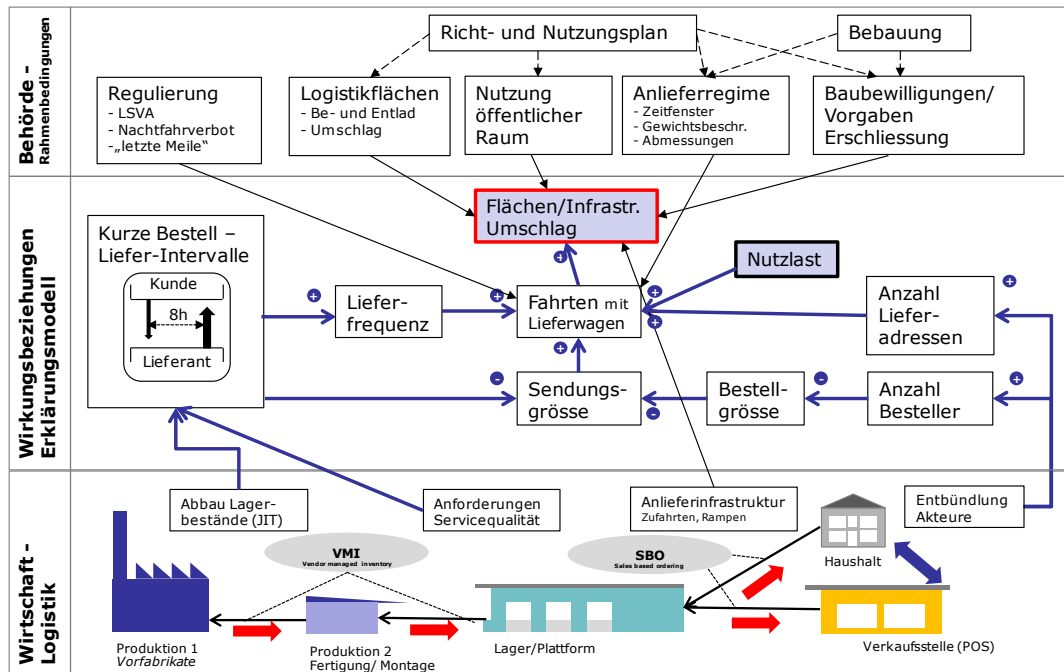 Behörde -
Rahmenbedingungen
Richt- und Nutzungsplan
Bebauung
Regulierung
- LSVA
- Nachtfahrverbot
-„letzte Meile“
Logistikflächen
- Be- und Entlad
- Umschlag
Nutzung
öffentlicher
Raum
Anlieferregime
- Zeitfenster
- Gewichtsbeschr.
- Abmessungen
Baubewilligungen/
Vorgaben
Erschliessung
Wirkungsbeziehungen
Erklärungsmodell
Flächen/Infrastr.
Umschlag
Kurze Bestell –
Liefer-Intervalle
Kunde
8h
Lieferant
+
Liefer-
frequenz
+
Fahrten mit
Lieferwagen
+
+
+
+
Nutzlast
Anzahl
Liefer-
adressen
+
-
Sendungs-
grösse
-
Bestell-
grösse
-
Anzahl
Besteller
+
Wirtschaft -
Logistik
Abbau Lager-
bestände (JIT)
Anforderungen
Servicequalität
Anlieferinfrastruktur
Zufahrten, Rampen
Entbündlung
Akteure
VMI
Vendor managed inventory
SBO
Sales based ordering
Haushalt
Produktion 1
Vorfabrikate
Produktion 2
Fertigung/ Montage
Lager/Plattform
Verkaufsstelle (POS)